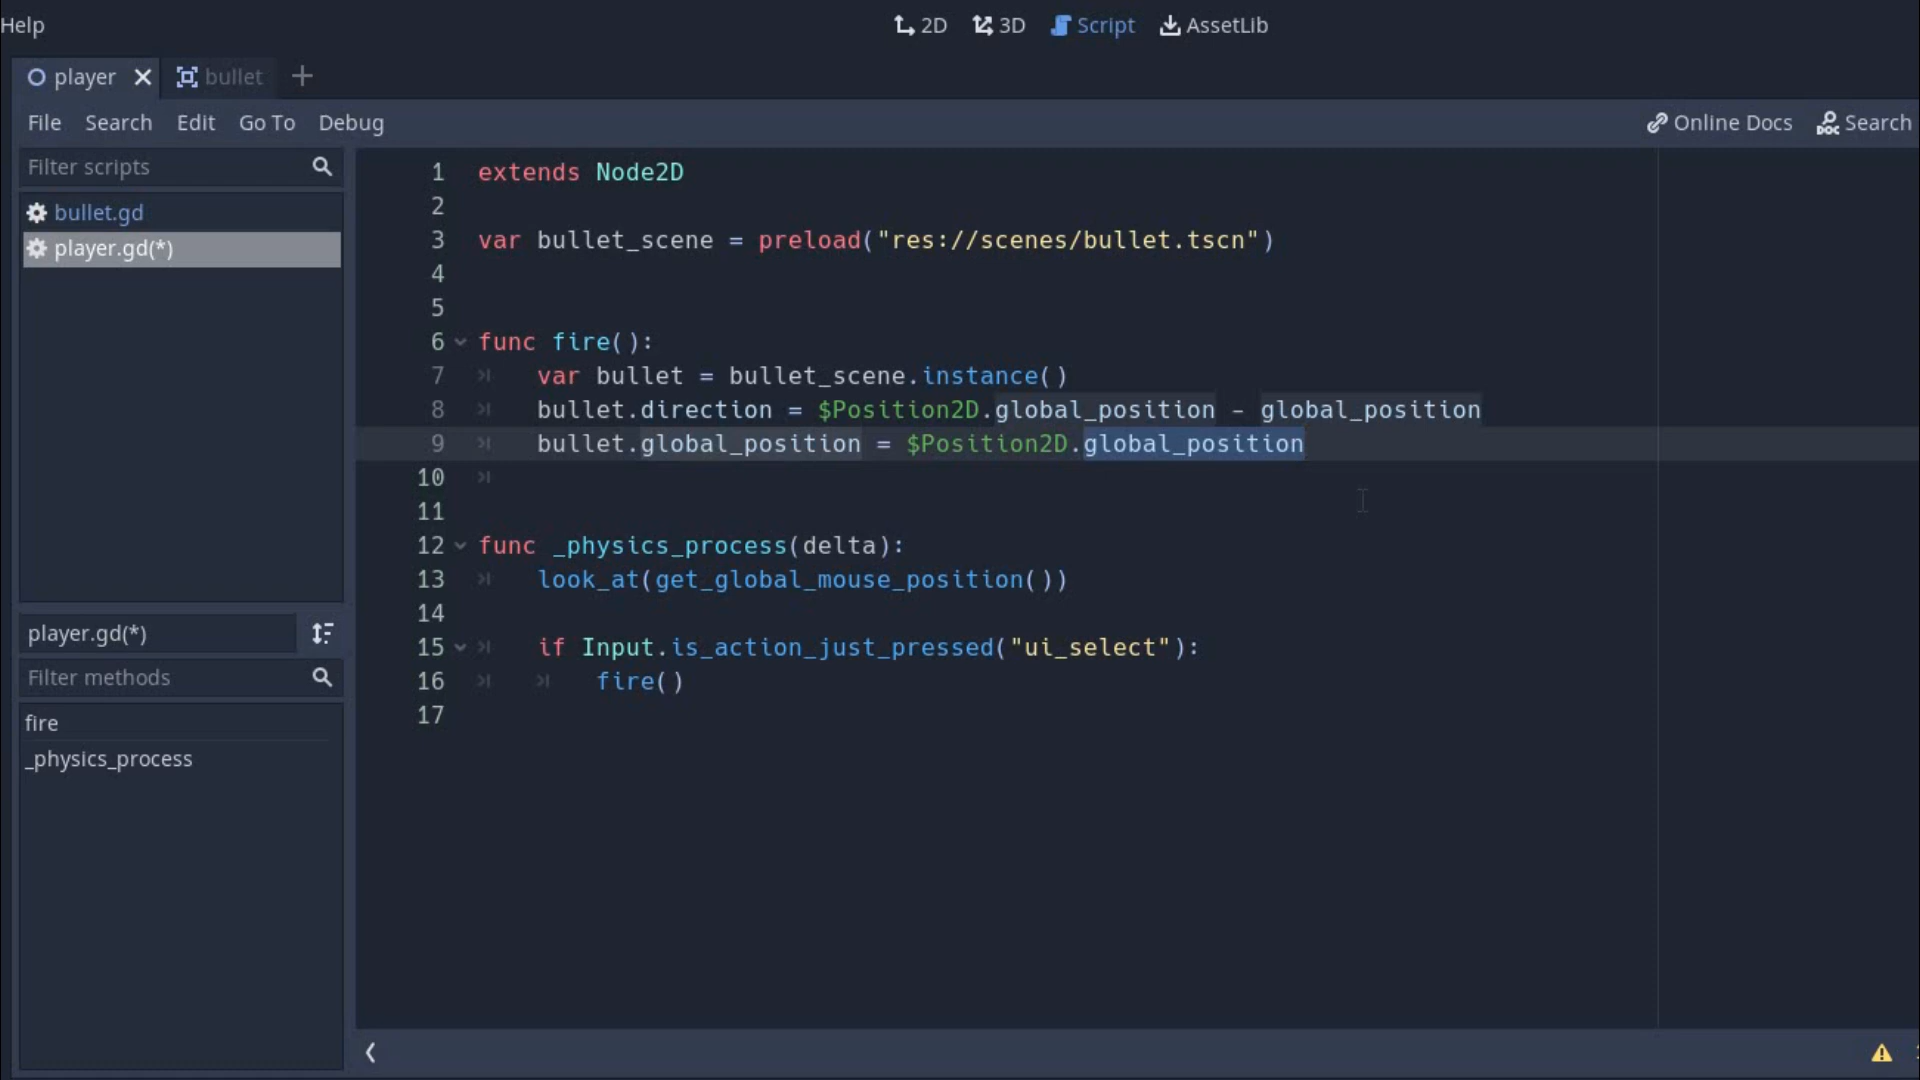 Help
2D 3D Script AssetLib
player bullet
File Search Edit Go To Debug
Online Docs Search
Filter scripts
bullet.gd
player.gd(*)
player.gd(*)
Filter methods
fire
_physics_process
1 extends Node2D
2
3 var bullet_scene = preload("res://scenes/bullet.tscn")
4
5
6 func fire():
7 var bullet = bullet_scene.instance()
8 bullet.direction = $Position2D.global_position - global_position
9 bullet.global_position = $Position2D.global_position
10
11
12 func _physics_process(delta):
13 look_at(get_global_mouse_position())
14
15 if Input.is_action_just_pressed("ui_select"):
16 fire()
17